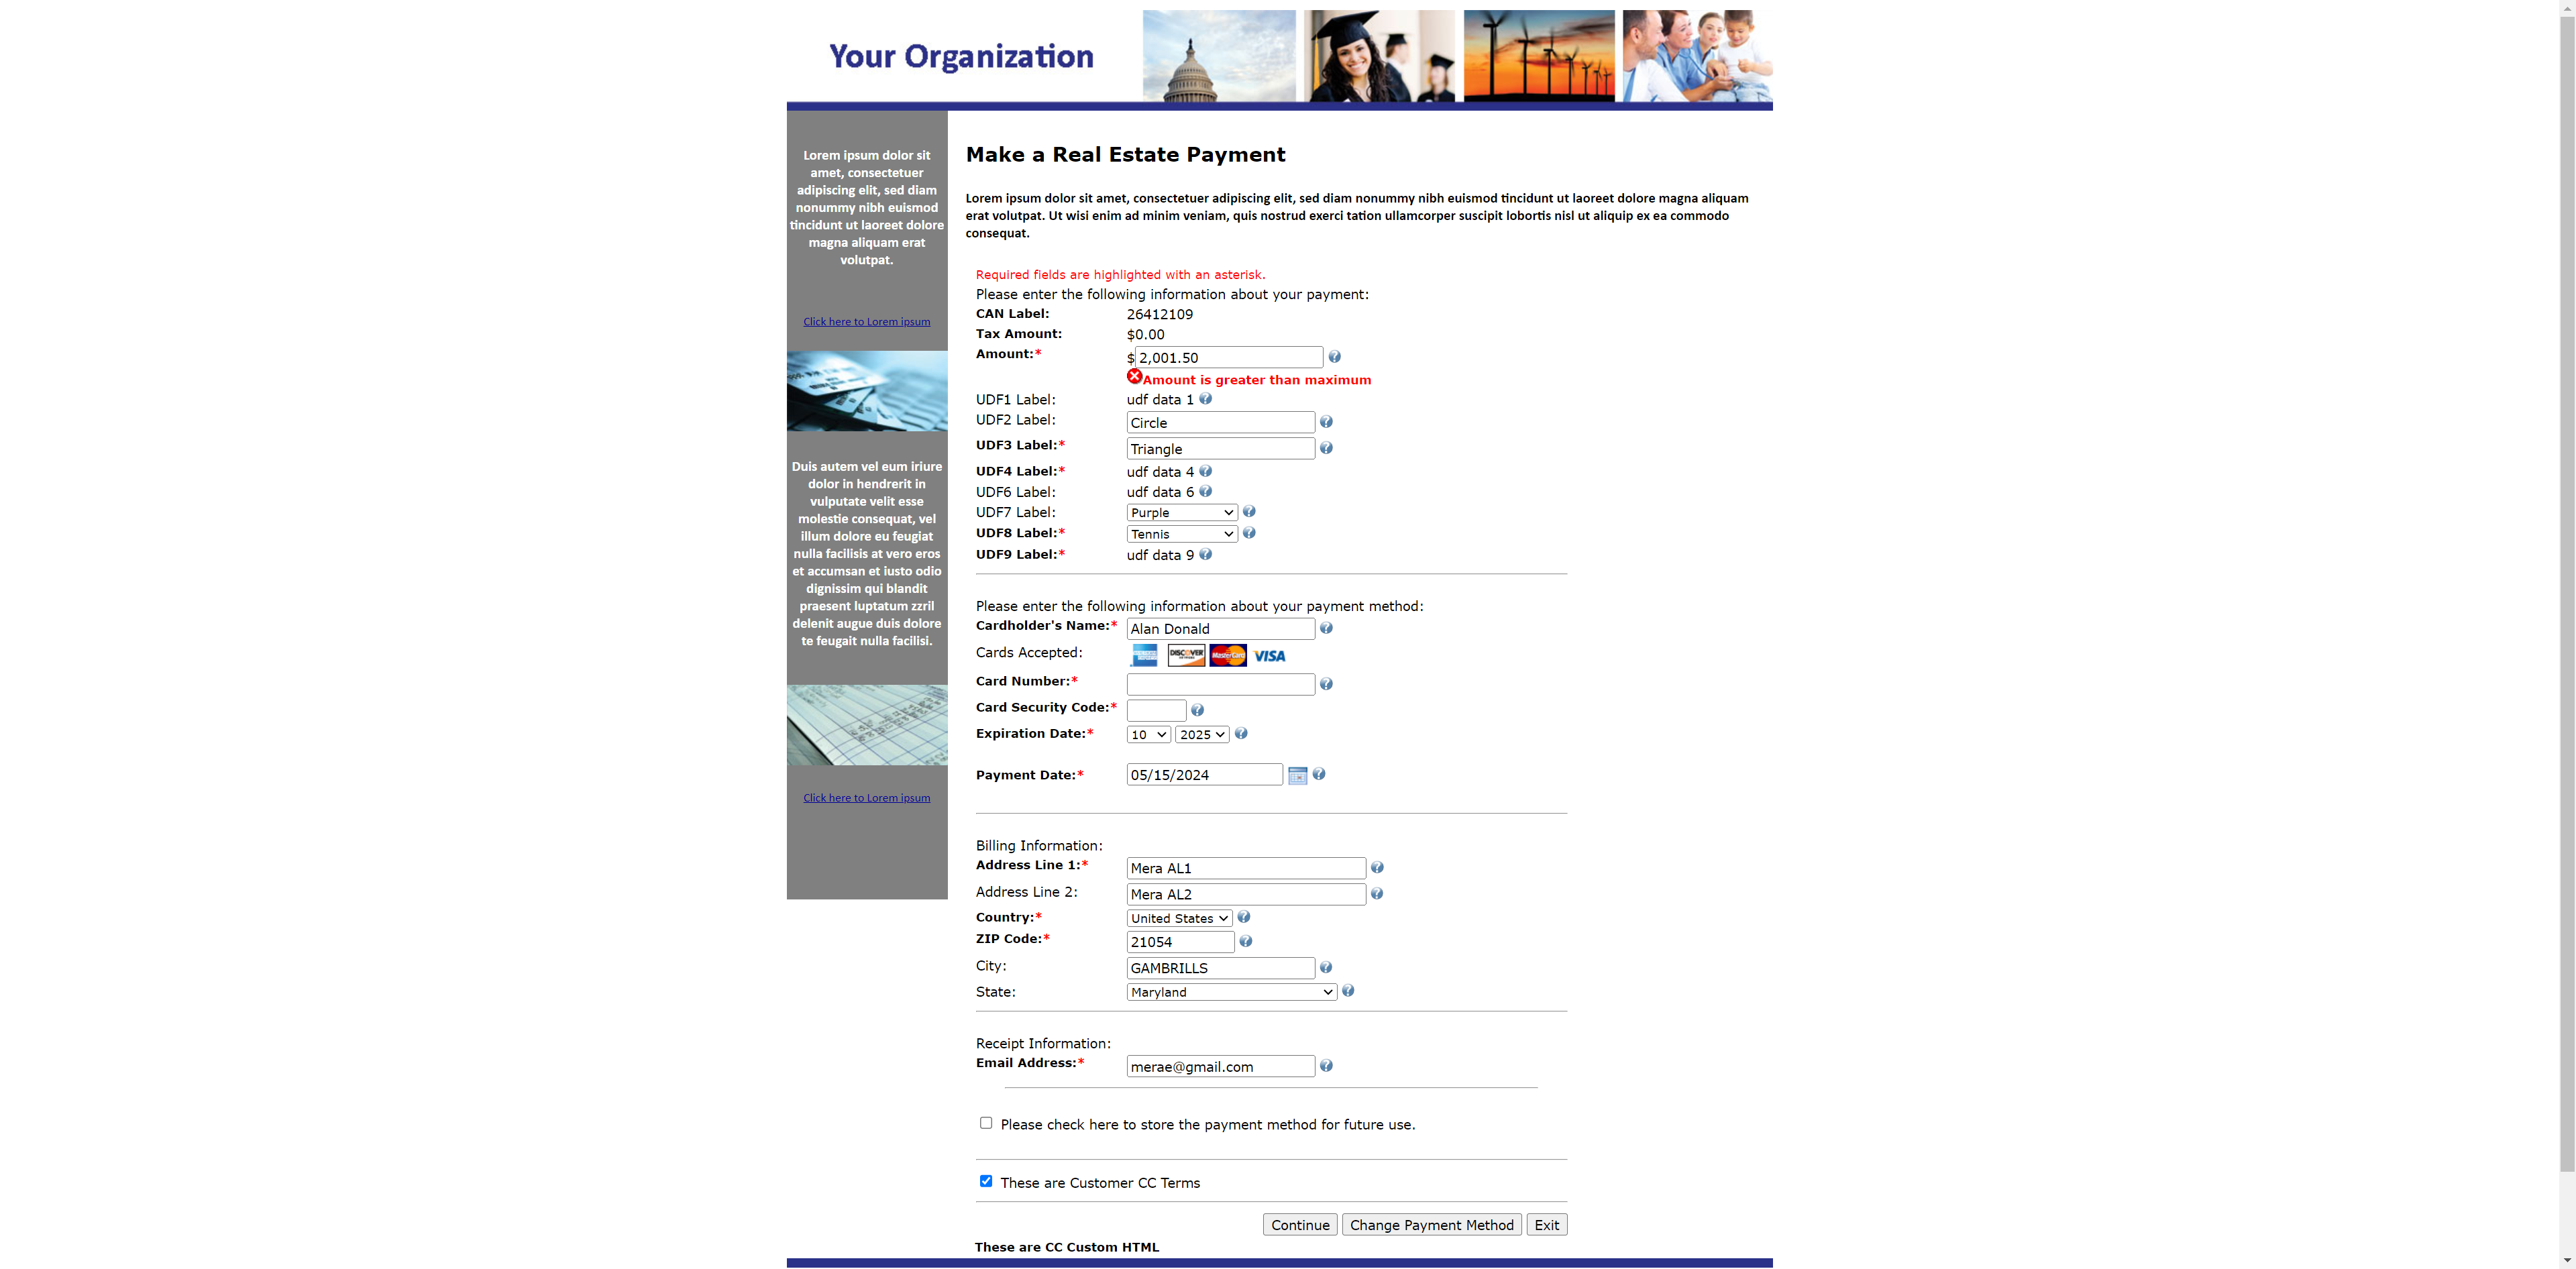 Your Organization
Lorem ipsum dolor sit
amet, consectetuer
adipiscing elit, sed diam
nonummy nibh euismod
tincidunt ut laoreet dolore
magna aliquam erat
volutpat.
Click here to Lorem ipsum
Duis autem vel eum iriure
dolor in hendrerit in
vulputate velit esse
molestie consequat, vel
illum dolore eu feugiat
nulla facilisis at vero eros
et accumsan et iusto odio
dignissim qui blandit
praesent luptatum zzril
delenit augue duis dolore
te feugait nulla facilisi.
Click here to Lorem ipsum
Make a Real Estate Payment
Lorem ipsum dolor sit amet, consectetuer adipiscing elit, sed diam nonummy nibh euismod tincidunt ut laoreet dolore magna aliquam
erat volutpat. Ut wisi enim ad minim veniam, quis nostrud exerci tation ullamcorper suscipit lobortis nisl ut aliquip ex ea commodo
consequat.
Required fields are highlighted with an asterisk.
Please enter the following information about your payment:
CAN Label: 26412109
Tax Amount: $0.00
Amount:* $ 2,001.50
Amount is greater than maximum
UDF1 Label: udf data 1
UDF2 Label: Circle
UDF3 Label:* Triangle
UDF4 Label:* udf data 4
UDF6 Label: udf data 6
UDF7 Label: Purple
UDF8 Label:* Tennis
UDF9 Label:* udf data 9
Please enter the following information about your payment method:
Cardholder's Name:* Alan Donald
Cards Accepted: DISCOVER MasterCard VISA
Card Number:*
Card Security Code:*
Expiration Date:* 10 2025
Payment Date:* 05/15/2024
Billing Information:
Address Line 1:* Mera AL1
Address Line 2: Mera AL2
Country:* United States
ZIP Code:* 21054
City: GAMBRILLS
State: Maryland
Receipt Information:
Email Address:* merae@gmail.com
Please check here to store the payment method for future use.
These are Customer CC Terms
Continue Change Payment Method Exit
These are CC Custom HTML